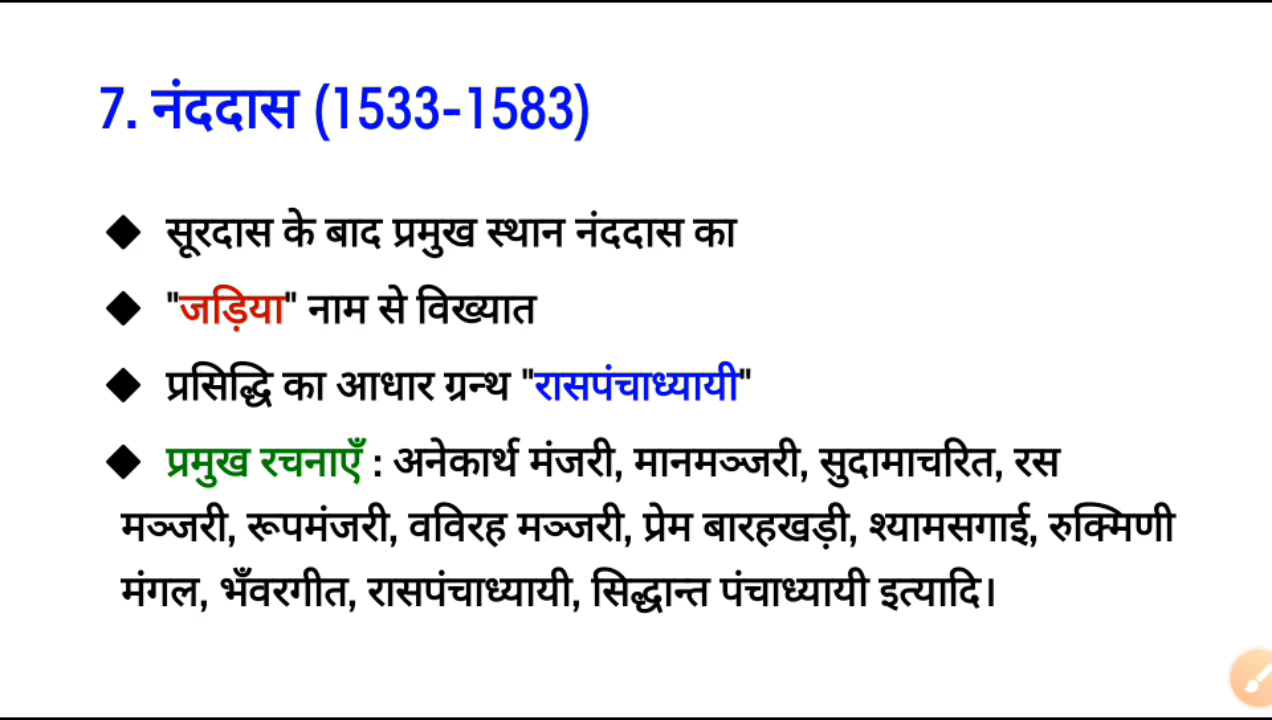 7. नंददास (1533-1583)
◆ सूरदास के बाद प्रमुख स्थान नंददास का
◆ "जड़िया" नाम से विख्यात
◆ प्रसिद्धि का आधार ग्रन्थ "रासपंचाध्यायी"
◆ प्रमुख रचनाएँ : अनेकार्थ मंजरी, मानमञ्जरी, सुदामाचरित, रस
मञ्जरी, रूपमंजरी, वविरह मञ्जरी, प्रेम बारहखड़ी, श्यामसगाई, रुक्मिणी
मंगल, भँवरगीत, रासपंचाध्यायी, सिद्धान्त पंचाध्यायी इत्यादि।